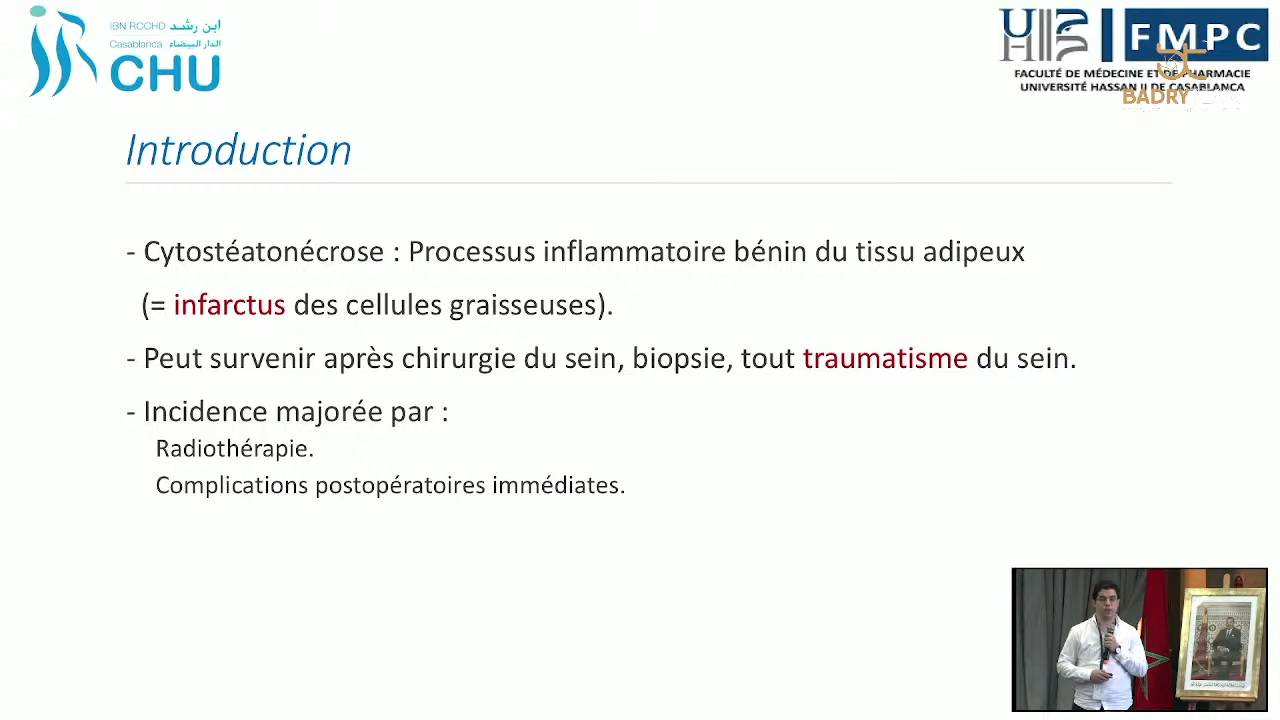 IBN ROCHD ابن رشد
Casablanca الدار البيضاء
CHU
UH
FMPC
FACULTÉ DE MÉDECINE ET DE PHARMACIE
UNIVERSITÉ HASSAN II DE CASABLANCA
BADRY
Introduction
- Cytostéatonécrose : Processus inflammatoire bénin du tissu adipeux
(= infarctus des cellules graisseuses).
- Peut survenir après chirurgie du sein, biopsie, tout traumatisme du sein.
- Incidence majorée par :
Radiothérapie.
Complications postopératoires immédiates.